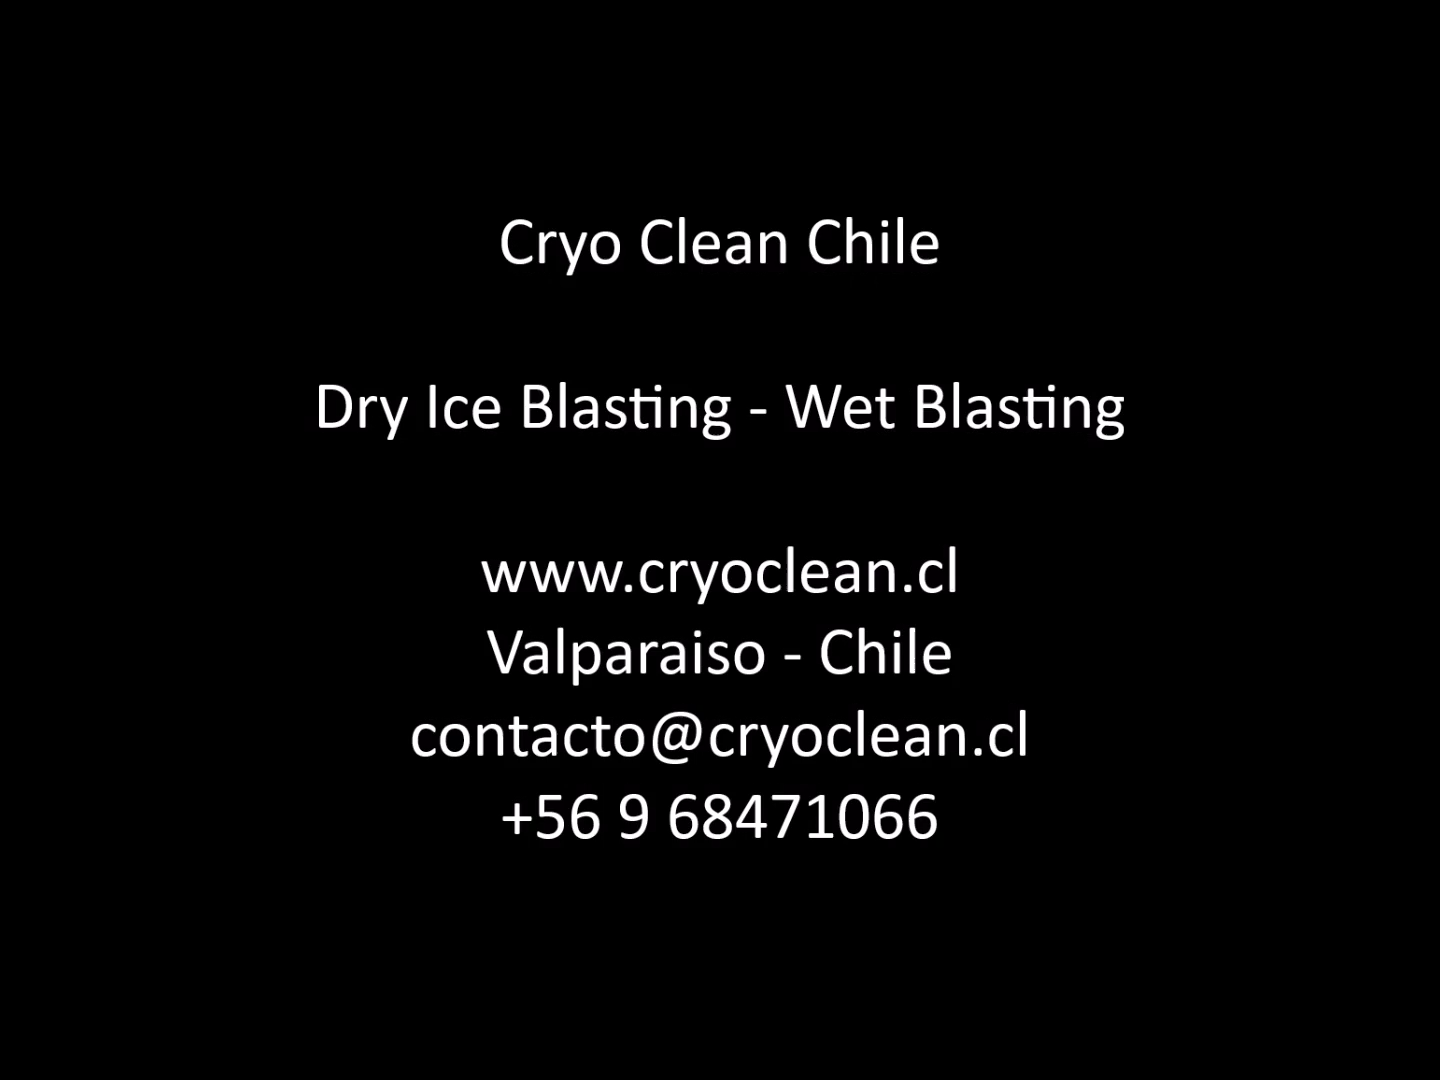 Cryo Clean Chile
Dry Ice Blasting - Wet Blasting
www.cryoclean.cl
Valparaiso - Chile
contacto@cryoclean.cl
+56 9 68471066